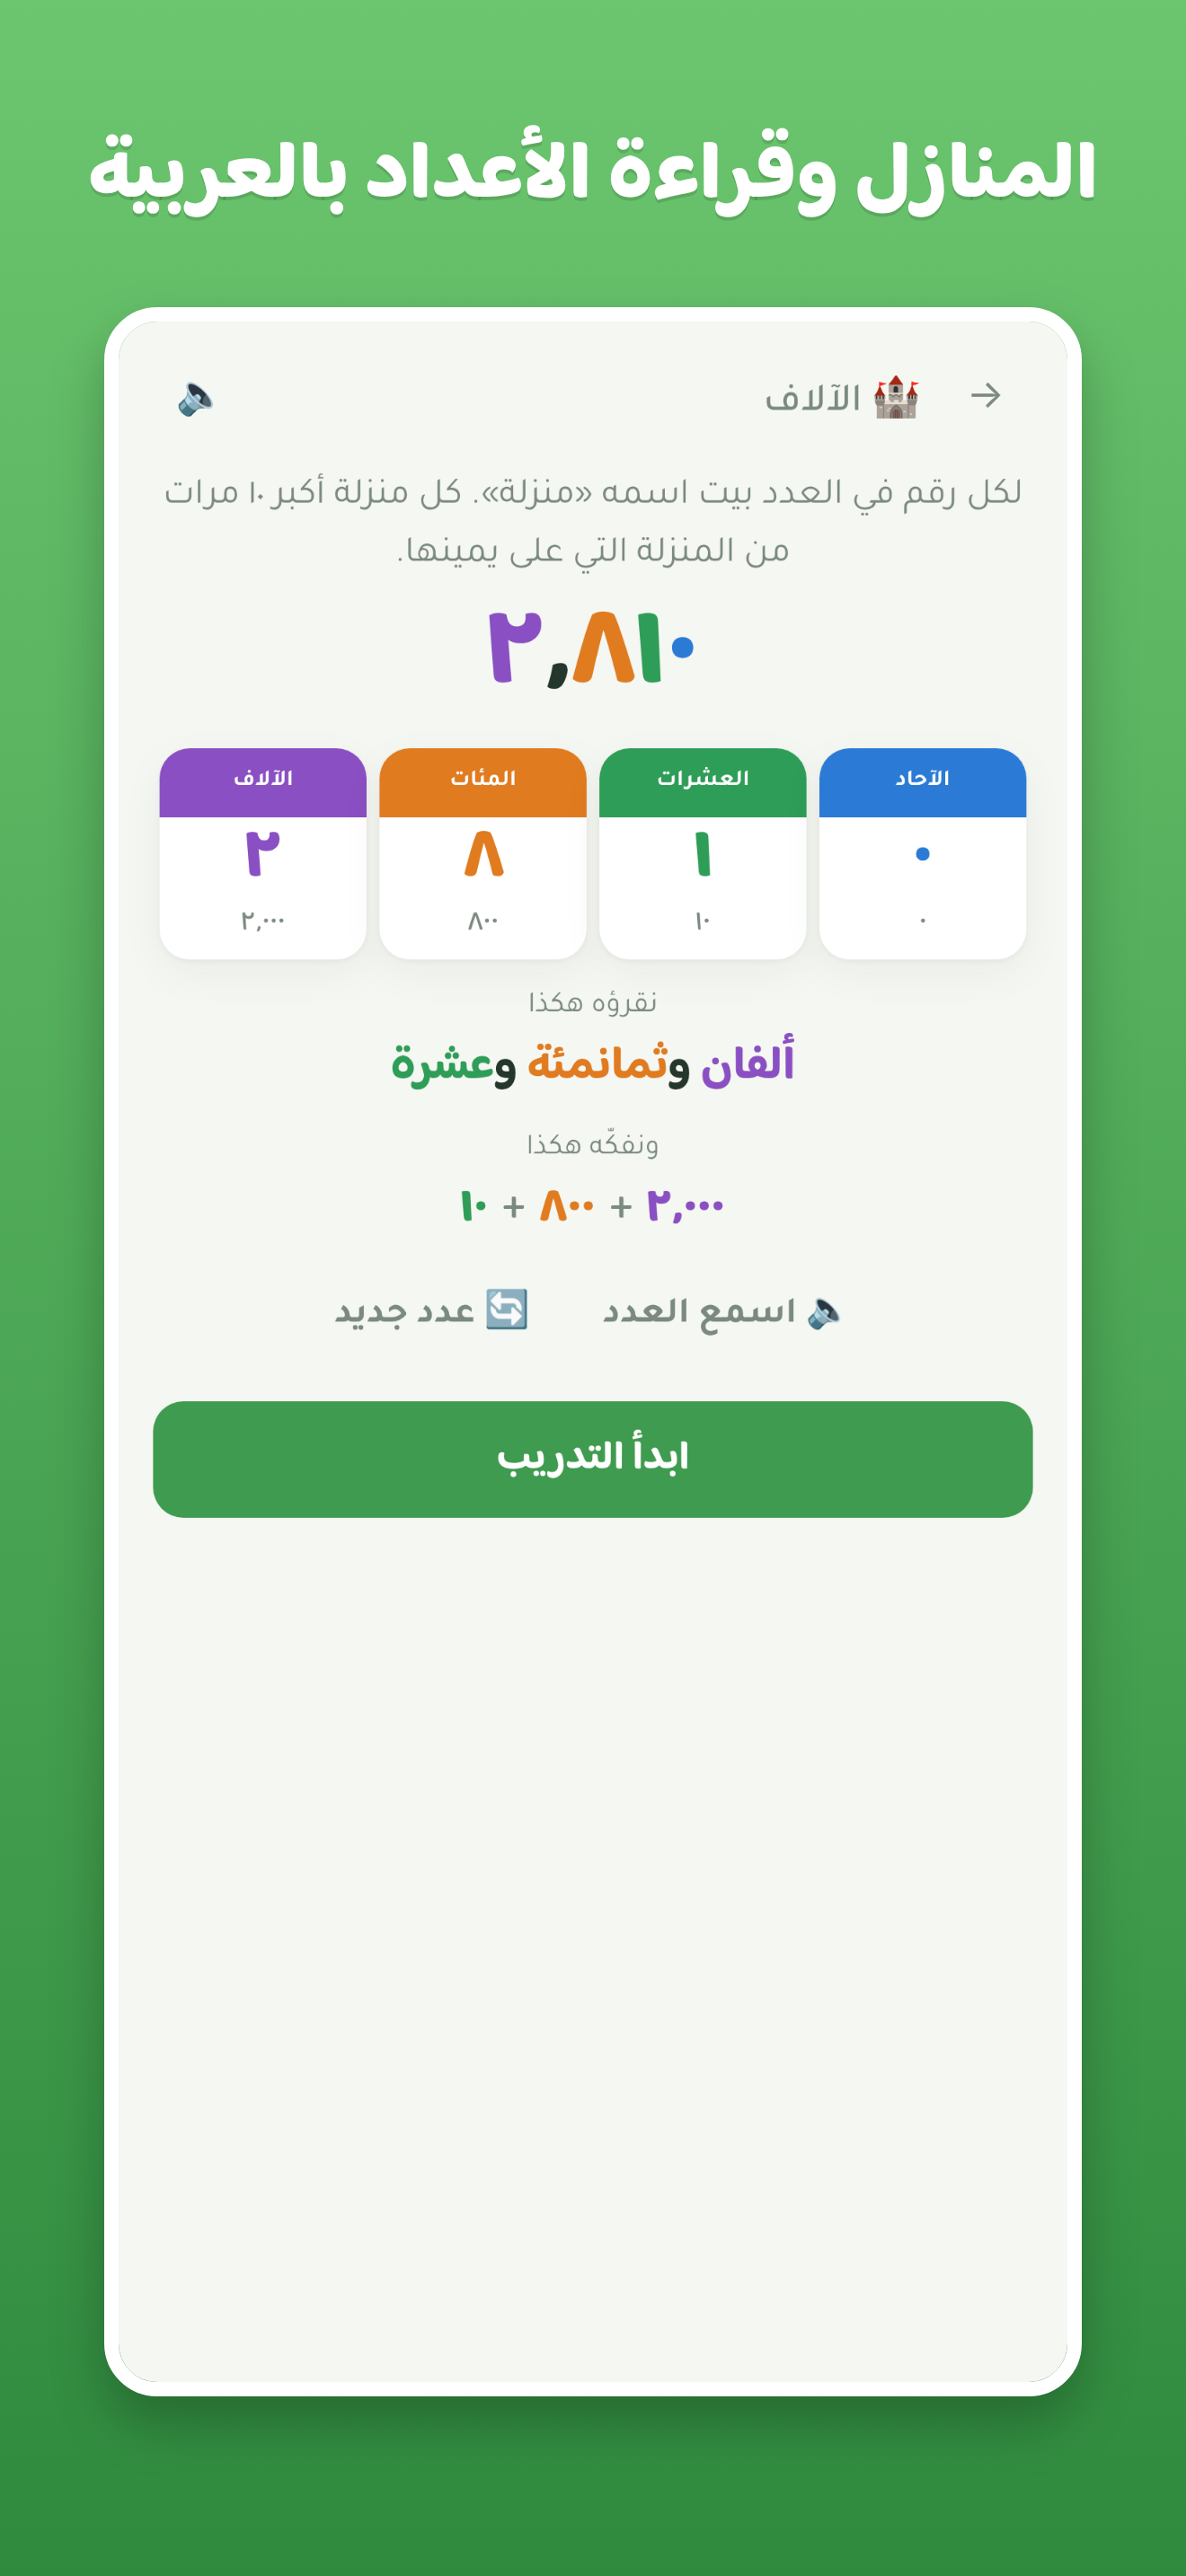 المنازل وقراءة الأعداد بالعربية
→ 🏰 الآلاف 🔈
لكل رقم في العدد بيت اسمه «منزلة». كل منزلة أكبر ١٠ مرات
من المنزلة التي على يمينها.
٢,٨١٠
الآحاد العشرات المئات الآلاف
٠ ١ ٨ ٢
٠ ١٠ ٨٠٠ ٢,٠٠٠
نقرؤه هكذا
ألفان وثمانمئة وعشرة
ونفكّه هكذا
٢,٠٠٠ + ٨٠٠ + ١٠
🔈 اسمع العدد 🔄 عدد جديد
ابدأ التدريب